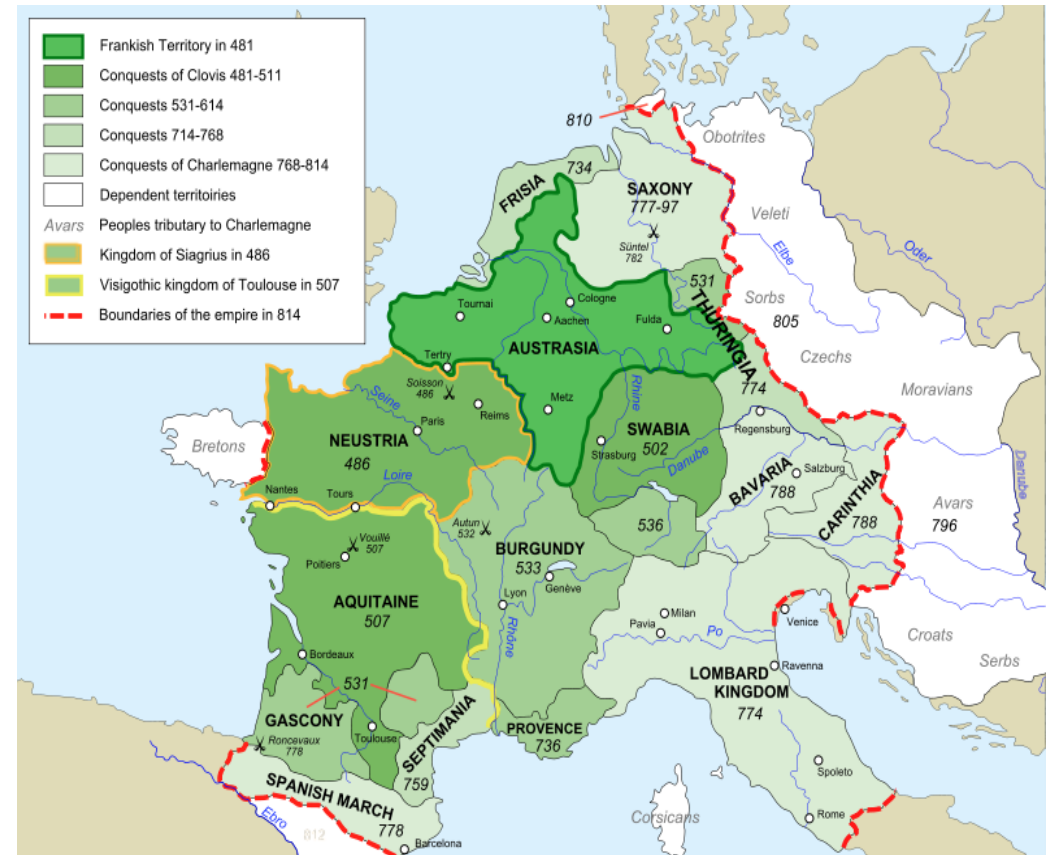 Frankish Territory in 481
Conquests of Clovis 481-511
Conquests 531-614
Conquests 714-768
Conquests of Charlemagne 768-814
Dependent territoiries
Avars Peoples tributary to Charlemagne
Kingdom of Siagrius in 486
Visigothic kingdom of Toulouse in 507
Boundaries of the empire in 814
810
Obotrites
734
FRISIA
SAXONY
777-97
Veleti
Süntel
782
Elbe
Oder
531
THURINGIA
Sorbs
805
Tournai
Cologne
Aachen
Fulda
AUSTRASIA
Czechs
Tertry
Soisson
486
Seine
Reims
Metz
Rhine
774
Moravians
Paris
Bretons
NEUSTRIA
486
Strasburg
SWABIA
502
Danube
Regensburg
BAVARIA
788
Salzburg
CARINTHIA
788
Danube
Loire
Nantes
Tours
Autun
532
536
Avars
796
Vouillé
507
Poitiers
BURGUNDY
533
Genève
Lyon
AQUITAINE
507
Rhône
Milan
Pavia
Po
Venice
Croats
Serbs
Bordeaux
531
LOMBARD
KINGDOM
774
Ravenna
GASCONY
Toulouse
SEPTIMANIA
759
PROVENCE
736
Roncevaux
778
SPANISH MARCH
778
Spoleto
Ebro
812
Corsicans
Rome
Barcelona